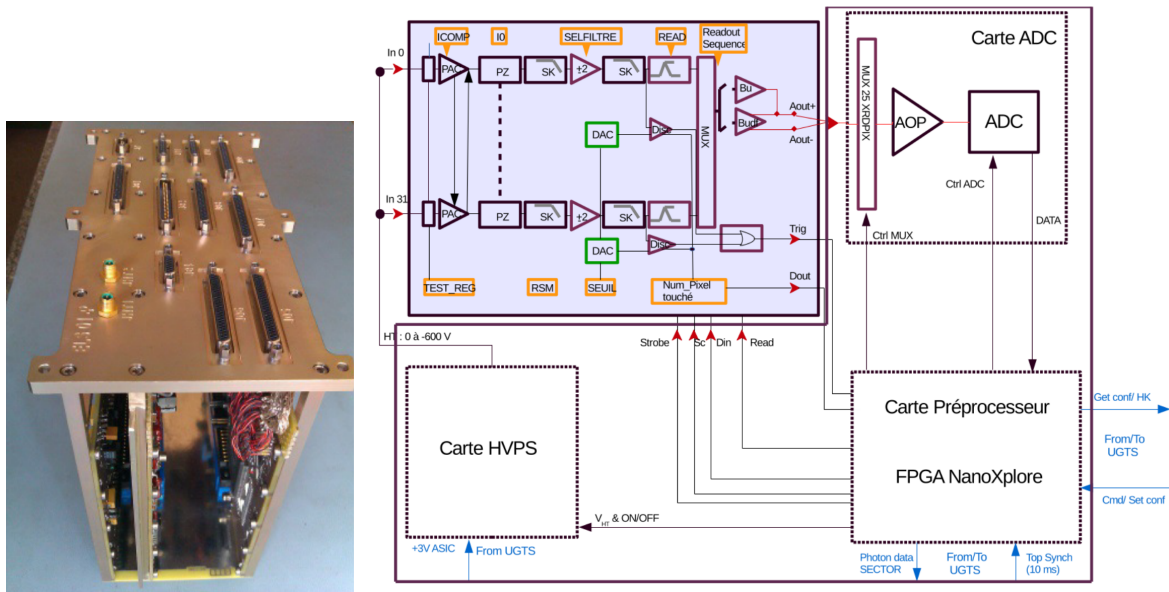 ICOMP
I0
SELFILTRE
READ
Readout
Sequence
In 0
PAC
PZ
SK
÷2
SK
MUX
Bu
Budf
Aout+
Aout-
Disc
DAC
In 31
PAC
PZ
SK
÷2
SK
DAC
Disc
Trig
Dout
TEST_REG
RSM
SEUIL
Num_Pixel
touché
Carte ADC
MUX 25 XRDPIX
AOP
ADC
Ctrl ADC
DATA
Ctrl MUX
HT : 0 à -600 V
Strobe
Sc
Din
Read
Carte HVPS
Carte Préprocesseur
FPGA NanoXplore
Get conf/ HK
From/To
UGTS
Cmd/ Set conf
V HT & ON/OFF
+3V ASIC
From UGTS
Photon data
SECTOR
From/To
UGTS
Top Synch
(10 ms)